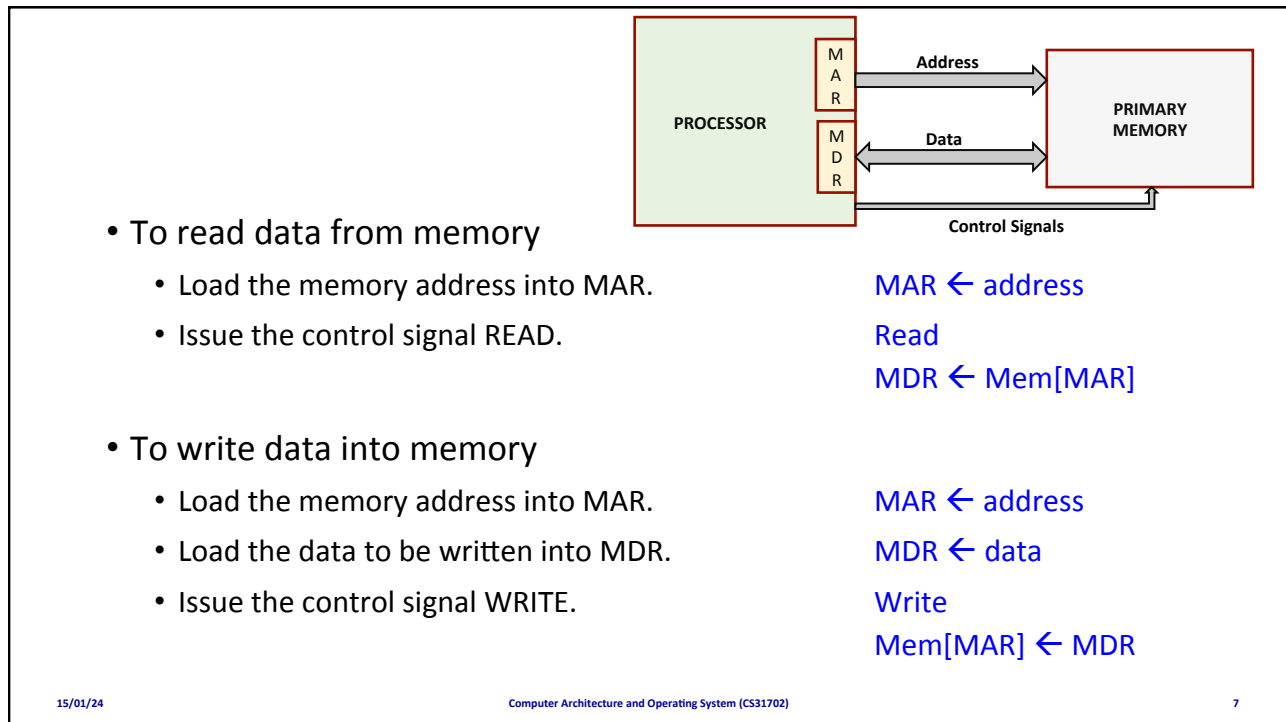 M
A
R
Address
PROCESSOR
PRIMARY
MEMORY
M
D
R
Data
Control Signals
• To read data from memory
• Load the memory address into MAR. MAR ← address
• Issue the control signal READ. Read
MDR ← Mem[MAR]
• To write data into memory
• Load the memory address into MAR. MAR ← address
• Load the data to be written into MDR. MDR ← data
• Issue the control signal WRITE. Write
Mem[MAR] ← MDR
15/01/24 Computer Architecture and Operating System (CS31702) 7